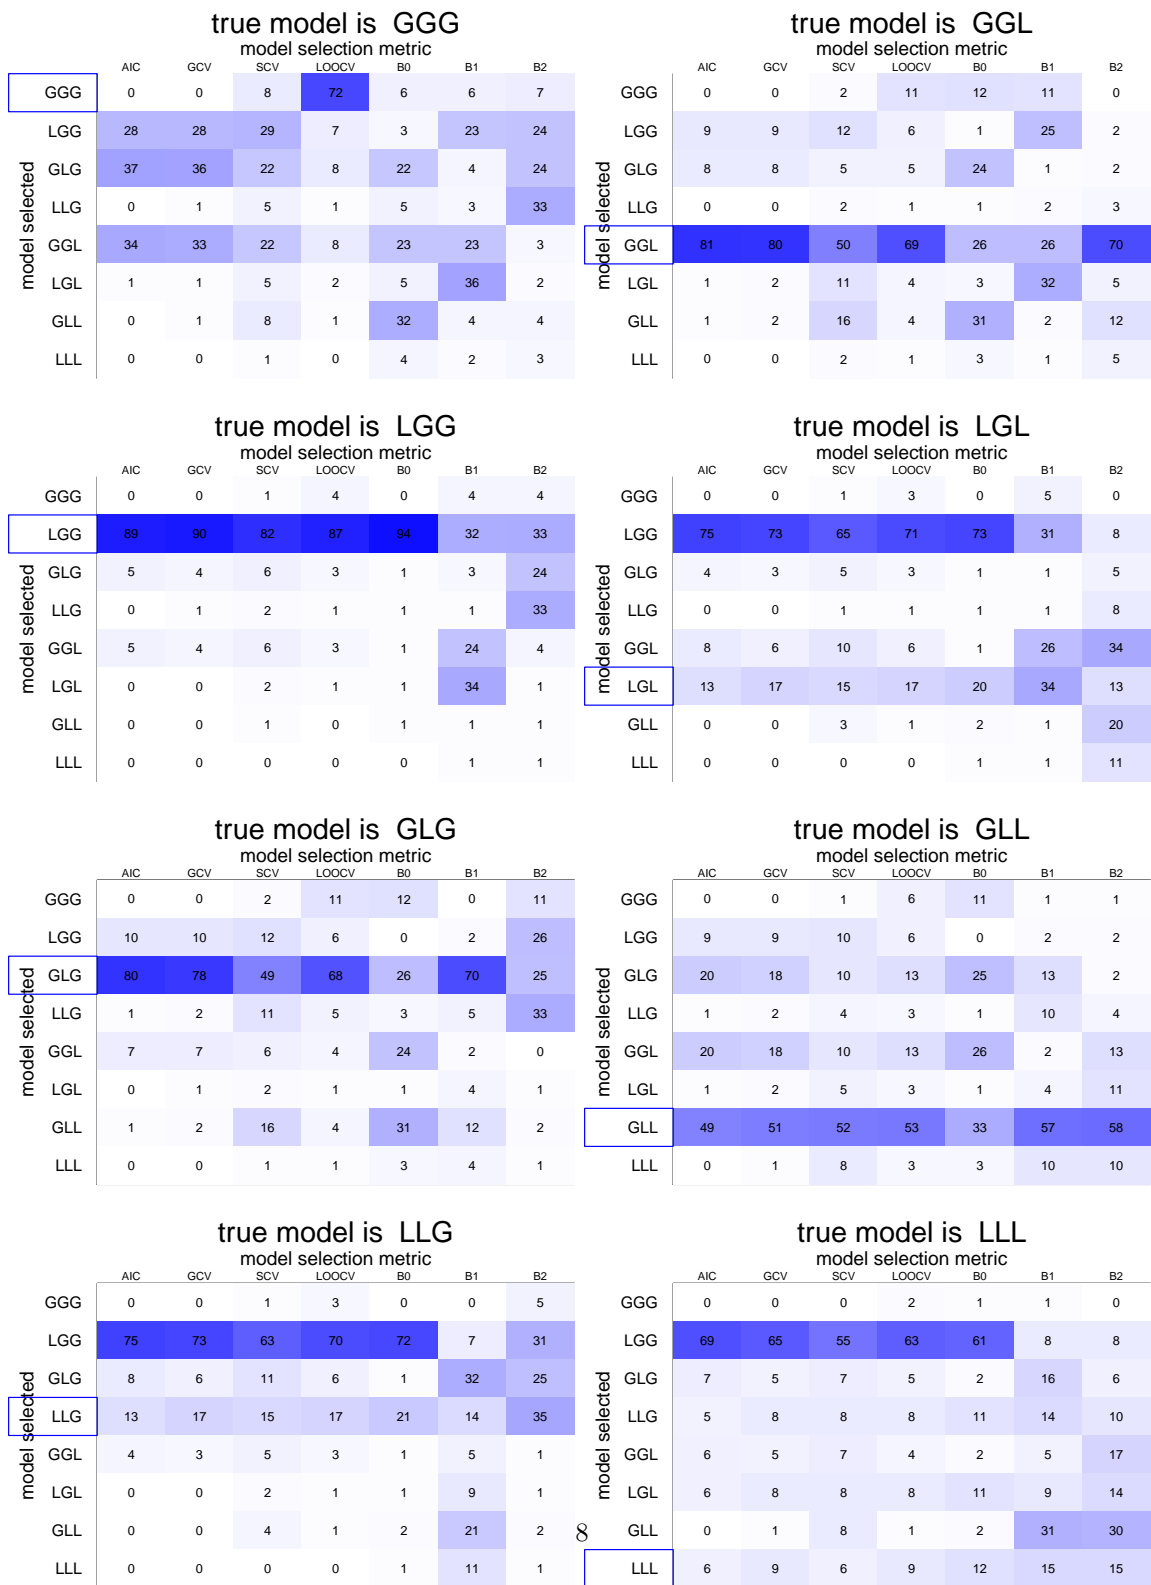 true model is GGG
model selection metric
AIC GCV SCV LOOCV B0 B1 B2
model selected
GGG 0 0 8 72 6 6 7
LGG 28 28 29 7 3 23 24
GLG 37 36 22 8 22 4 24
LLG 0 1 5 1 5 3 33
GGL 34 33 22 8 23 23 3
LGL 1 1 5 2 5 36 2
GLL 0 1 8 1 32 4 4
LLL 0 0 1 0 4 2 3
true model is GGL
model selection metric
AIC GCV SCV LOOCV B0 B1 B2
model selected
GGG 0 0 2 11 12 11 0
LGG 9 9 12 6 1 25 2
GLG 8 8 5 5 24 1 2
LLG 0 0 2 1 1 2 3
GGL 81 80 50 69 26 26 70
LGL 1 2 11 4 3 32 5
GLL 1 2 16 4 31 2 12
LLL 0 0 2 1 3 1 5
true model is LGG
model selection metric
AIC GCV SCV LOOCV B0 B1 B2
model selected
GGG 0 0 1 4 0 4 4
LGG 89 90 82 87 94 32 33
GLG 5 4 6 3 1 3 24
LLG 0 1 2 1 1 1 33
GGL 5 4 6 3 1 24 4
LGL 0 0 2 1 1 34 1
GLL 0 0 1 0 1 1 1
LLL 0 0 0 0 0 1 1
true model is LGL
model selection metric
AIC GCV SCV LOOCV B0 B1 B2
model selected
GGG 0 0 1 3 0 5 0
LGG 75 73 65 71 73 31 8
GLG 4 3 5 3 1 1 5
LLG 0 0 1 1 1 1 8
GGL 8 6 10 6 1 26 34
LGL 13 17 15 17 20 34 13
GLL 0 0 3 1 2 1 20
LLL 0 0 0 0 1 1 11
true model is GLG
model selection metric
AIC GCV SCV LOOCV B0 B1 B2
model selected
GGG 0 0 2 11 12 0 11
LGG 10 10 12 6 0 2 26
GLG 80 78 49 68 26 70 25
LLG 1 2 11 5 3 5 33
GGL 7 7 6 4 24 2 0
LGL 0 1 2 1 1 4 1
GLL 1 2 16 4 31 12 2
LLL 0 0 1 1 3 4 1
true model is GLL
model selection metric
AIC GCV SCV LOOCV B0 B1 B2
model selected
GGG 0 0 1 6 11 1 1
LGG 9 9 10 6 0 2 2
GLG 20 18 10 13 25 13 2
LLG 1 2 4 3 1 10 4
GGL 20 18 10 13 26 2 13
LGL 1 2 5 3 1 4 11
GLL 49 51 52 53 33 57 58
LLL 0 1 8 3 3 10 10
true model is LLG
model selection metric
AIC GCV SCV LOOCV B0 B1 B2
model selected
GGG 0 0 1 3 0 0 5
LGG 75 73 63 70 72 7 31
GLG 8 6 11 6 1 32 25
LLG 13 17 15 17 21 14 35
GGL 4 3 5 3 1 5 1
LGL 0 0 2 1 1 9 1
GLL 0 0 4 1 2 21 2
LLL 0 0 0 0 1 11 1
true model is LLL
model selection metric
AIC GCV SCV LOOCV B0 B1 B2
model selected
GGG 0 0 0 2 1 1 0
LGG 69 65 55 63 61 8 8
GLG 7 5 7 5 2 16 6
LLG 5 8 8 8 11 14 10
GGL 6 5 7 4 2 5 17
LGL 6 8 8 8 11 9 14
GLL 0 1 8 1 2 31 30
LLL 6 9 6 9 12 15 15
8